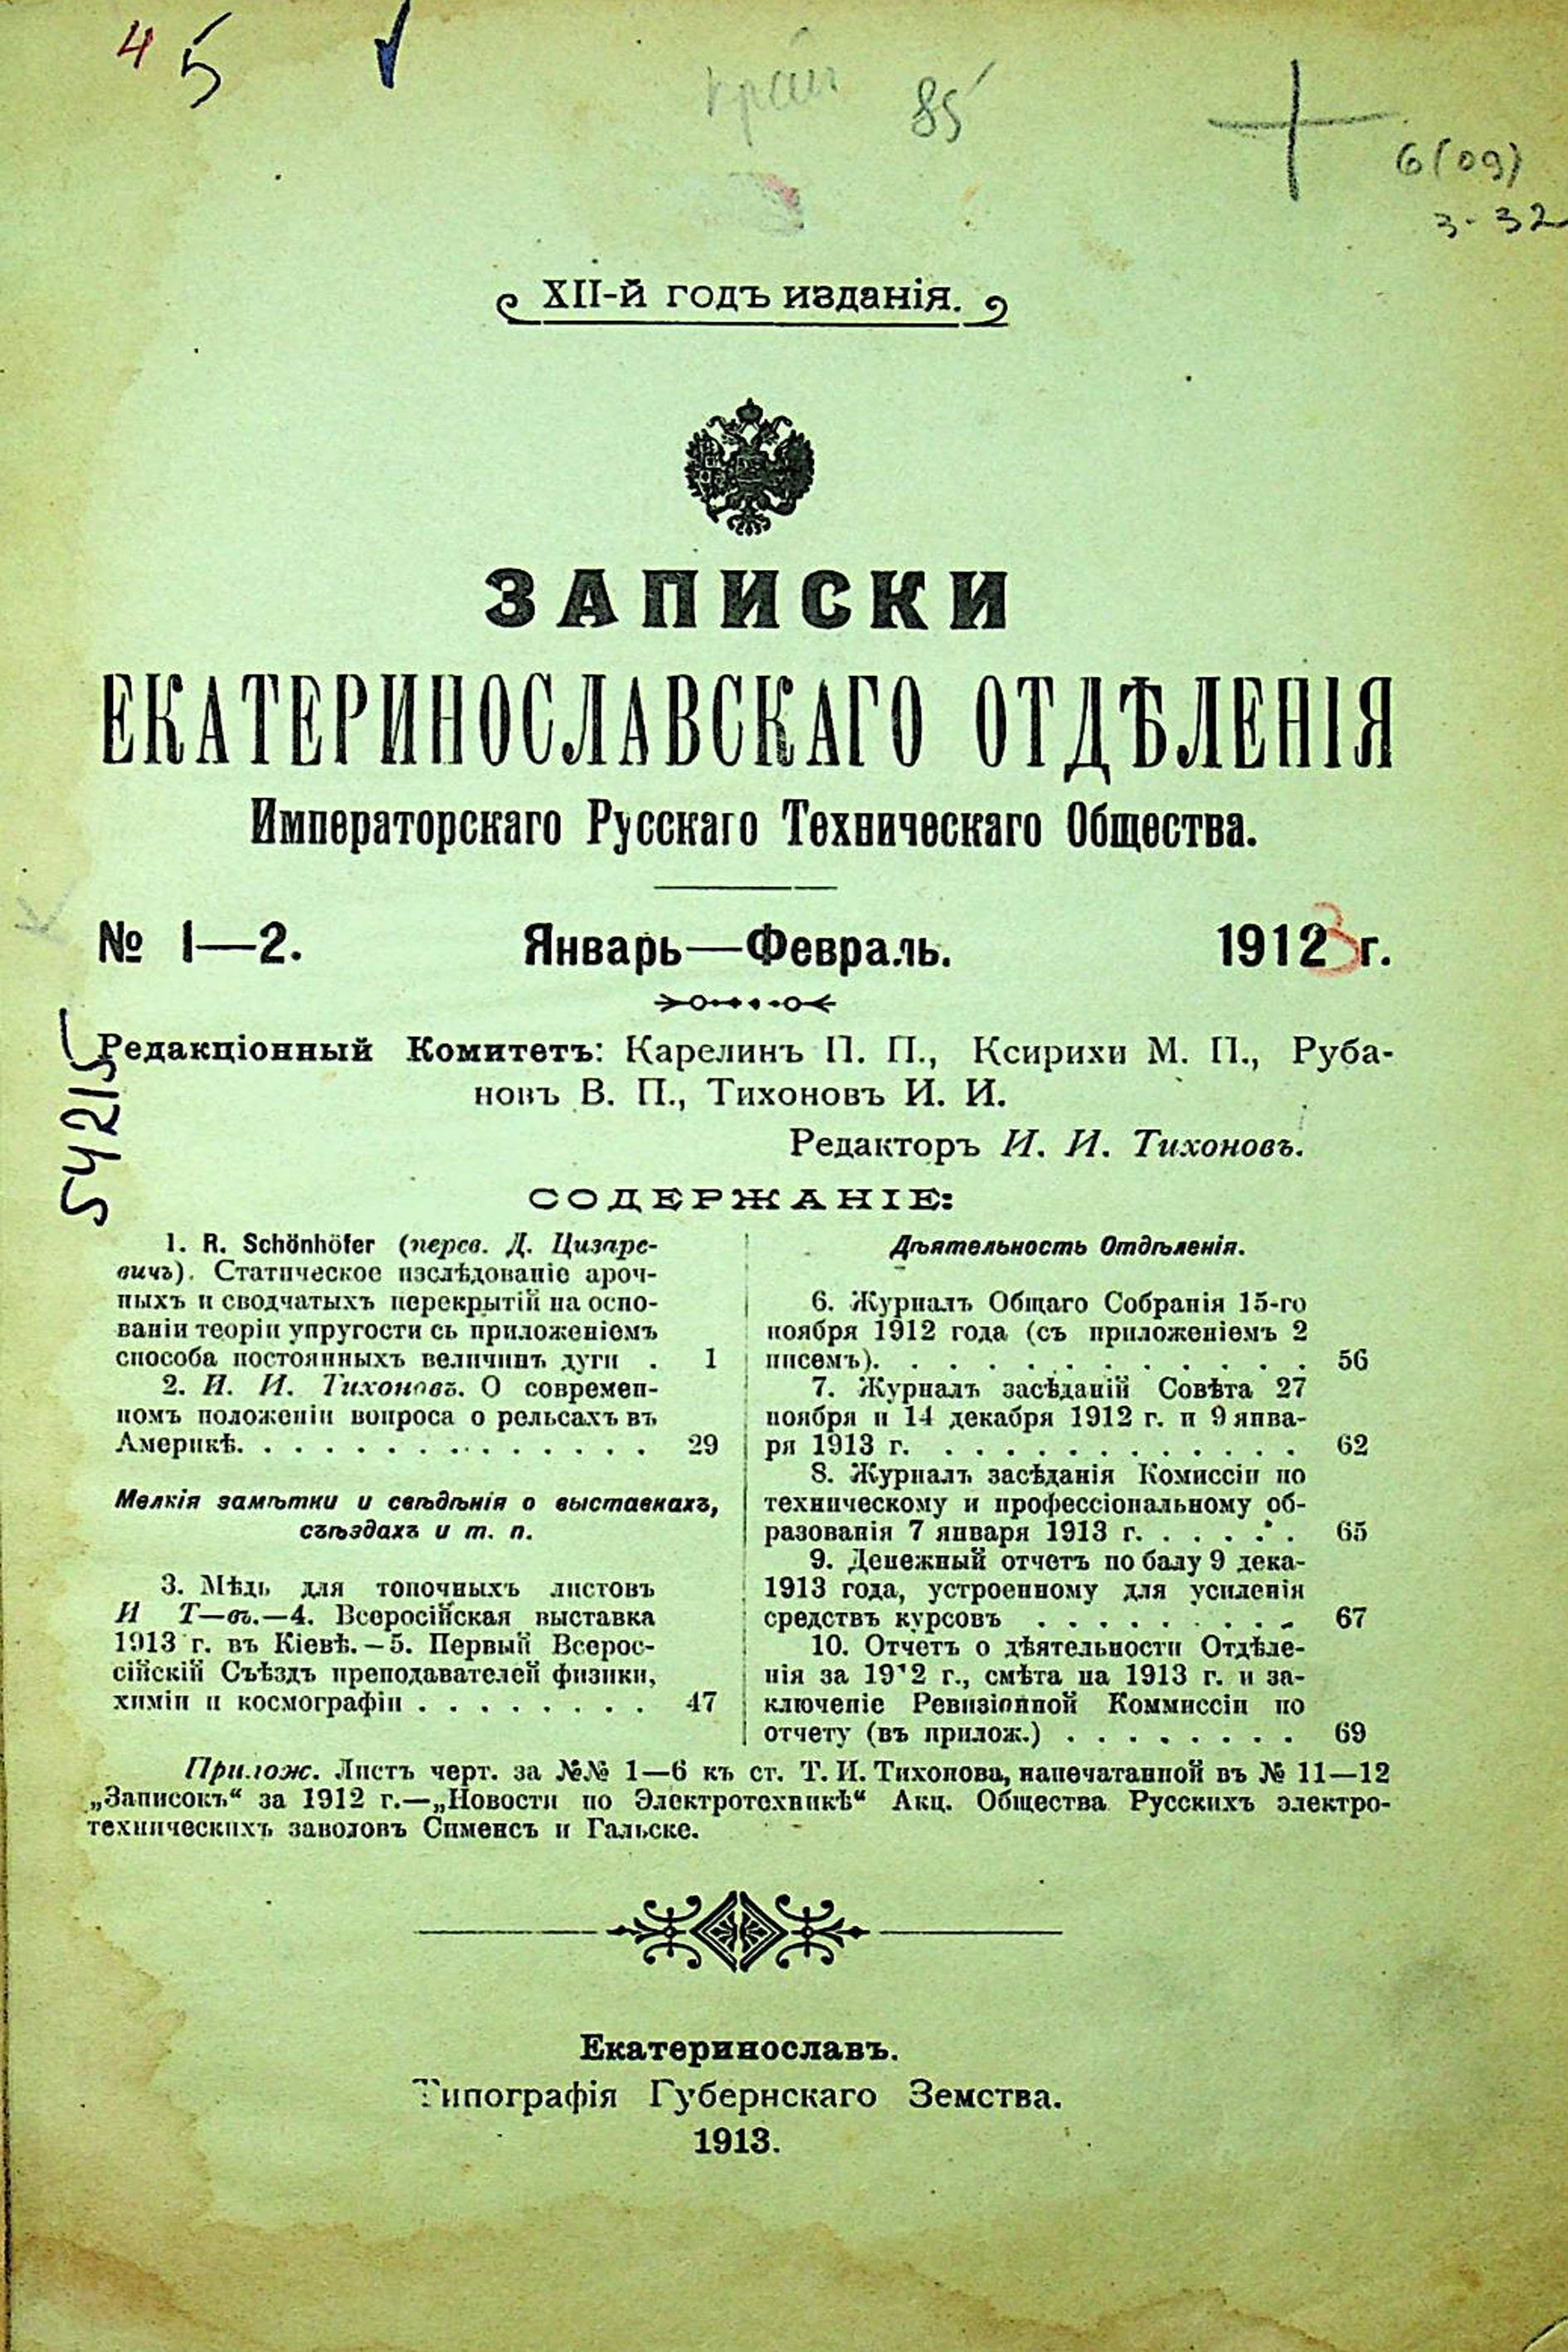 4 5
85
6(09)
3-32
XII-й годъ изданія.
ЗАПИСКИ
ЕКАТЕРИНОСЛАВСКАГО ОТДѢЛЕНІЯ
Императорскаго Русскаго Техническаго Общества.
№ 1—2. Январь—Февраль. 1912 г.
3
54215
Редакціонный Комитетъ: Карелинъ П. П., Ксирихи М. П., Руба-
новъ В. П., Тихоновъ И. И.
Редакторъ И. И. Тихоновъ.
СОДЕРЖАНІЕ:
1. R. Schönhöfer (перев. Д. Цизаре-
вичъ). Статическое изслѣдованіе ароч-
ныхъ и сводчатыхъ перекрытій на осно-
ваніи теоріи упругости съ приложеніемъ
способа постоянныхъ величинъ дуги . 1
2. И. И. Тихоновъ. О современ-
номъ положеніи вопроса о рельсахъ въ
Америкѣ. . . . . . . . . . . . . . 29
Мелкія замѣтки и свѣдѣнія о выставкахъ,
съѣздахъ и т. п.
3. Мѣдь для топочныхъ листовъ
И Т—въ.—4. Всеросійская выставка
1913 г. въ Кіевѣ.—5. Первый Всерос-
сійскій Съѣздъ преподавателей физики,
химіи и космографіи . . . . . . . . 47
Дѣятельность Отдѣленія.
6. Журналъ Общаго Собранія 15-го
ноября 1912 года (съ приложеніемъ 2
писемъ). . . . . . . . . . . . . 56
7. Журналъ засѣданій Совѣта 27
ноября и 14 декабря 1912 г. и 9 янва-
ря 1913 г. . . . . . . . . . . . . 62
8. Журналъ засѣданія Комиссіи по
техническому и профессіональному об-
разованія 7 января 1913 г. . . . . . 65
9. Денежный отчетъ по балу 9 дека-
1913 года, устроенному для усиленія
средствъ курсовъ . . . . . . . . . 67
10. Отчетъ о дѣятельности Отдѣле-
нія за 1912 г., смѣта на 1913 г. и за-
ключеніе Ревизіонной Коммиссіи по
отчету (въ прилож.) . . . . . . . . 69
Прилож. Листъ черт. за №№ 1—6 къ ст. Т. И. Тихонова, напечатанной въ № 11—12
„Записокъ“ за 1912 г.—„Новости по Электротехникѣ“ Акц. Общества Русскихъ электро-
техническихъ заводовъ Сименсъ и Гальске.
Екатеринославъ.
Типографія Губернскаго Земства.
1913.